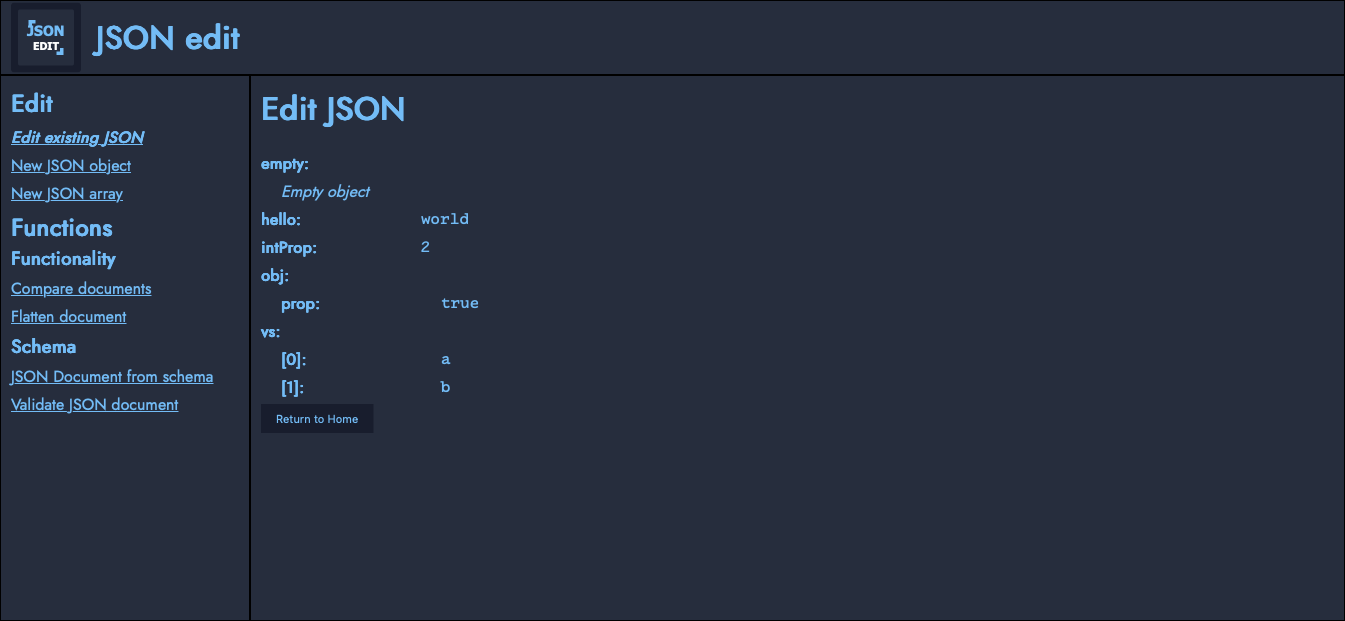 JSON
EDIT
JSON edit
Edit
Edit existing JSON
New JSON object
New JSON array
Functions
Functionality
Compare documents
Flatten document
Schema
JSON Document from schema
Validate JSON document
Edit JSON
empty:
Empty object
hello: world
intProp: 2
obj:
prop: true
vs:
[0]: a
[1]: b
Return to Home